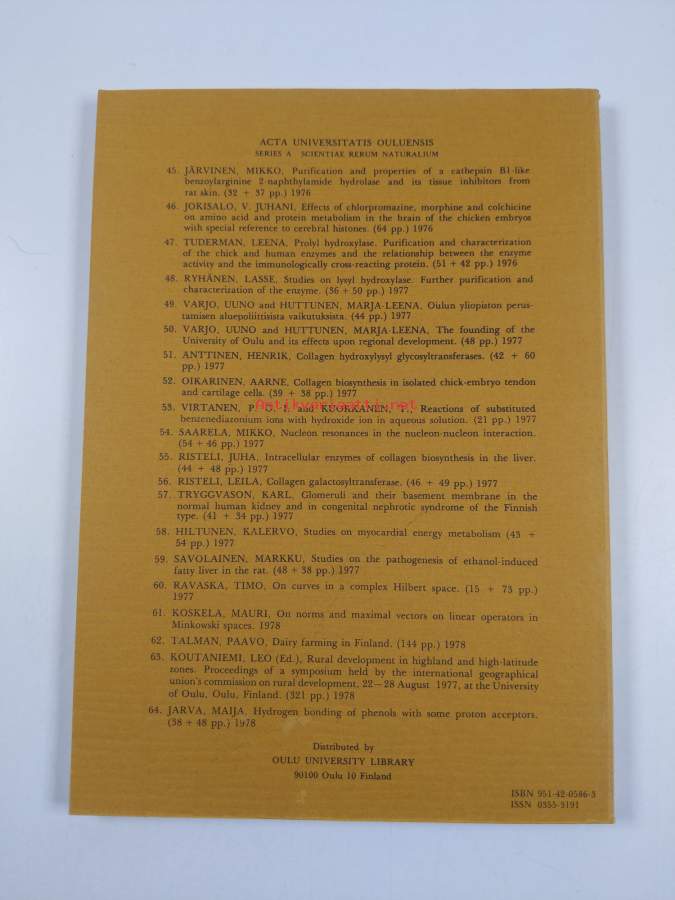 ACTA UNIVERSITATIS OULUENSIS
SERIES A SCIENTIAE RERUM NATURALIUM
45. JÄRVINEN, MIKKO, Purification and properties of a cathepsin B1-like
benzoylarginine 2-naphthylamide hydrolase and its tissue inhibitors from
rat skin. (32 + 37 pp.) 1976
46. JOKISALO, V. JUHANI, Effects of chlorpromazine, morphine and colchicine
on amino acid and protein metabolism in the brain of the chicken embryos
with special reference to cerebral histones. (64 pp.) 1976
47. TUDERMAN, LEENA, Prolyl hydroxylase. Purification and characterization
of the chick and human enzymes and the relationship between the enzyme
activity and the immunologically cross-reacting protein. (51 + 42 pp.) 1976
48. RYHÄNEN, LASSE, Studies on lysyl hydroxylase. Further purification and
characterization of the enzyme. (36 + 50 pp.) 1977
49. VARJO, UUNO and HUTTUNEN, MARJA-LEENA, Oulun yliopiston perus-
tamisen aluepoliittisista vaikutuksista. (44 pp.) 1977
50. VARJO, UUNO and HUTTUNEN, MARJA-LEENA, The founding of the
University of Oulu and its effects upon regional development. (48 pp.) 1977
51. ANTTINEN, HENRIK, Collagen hydroxylysyl glycosyltransferases. (42 + 60
pp.) 1977
52. OIKARINEN, AARNE, Collagen biosynthesis in isolated chick-embryo tendon
and cartilage cells. (39 + 38 pp.) 1977
Antikvariaatti.net
53. VIRTANEN, P. O. I. and KUOKKANEN, T., Reactions of substituted
benzenediazonium ions with hydroxide ion in aqueous solution. (21 pp.) 1977
54. SAARELA, MIKKO, Nucleon resonances in the nucleon-nucleon interaction.
(54 + 46 pp.) 1977
55. RISTELI, JUHA, Intracellular enzymes of collagen biosynthesis in the liver.
(44 + 48 pp.) 1977
56. RISTELI, LEILA, Collagen galactosyltransferase. (46 + 49 pp.) 1977
57. TRYGGVASON, KARL, Glomeruli and their basement membrane in the
normal human kidney and in congenital nephrotic syndrome of the Finnish
type. (41 + 34 pp.) 1977
58. HILTUNEN, KALERVO, Studies on myocardial energy metabolism (43 +
54 pp.) 1977
59. SAVOLAINEN, MARKKU, Studies on the pathogenesis of ethanol-induced
fatty liver in the rat. (48 + 38 pp.) 1977
60. RAVASKA, TIMO, On curves in a complex Hilbert space. (15 + 73 pp.)
1977
61. KOSKELA, MAURI, On norms and maximal vectors on linear operators in
Minkowski spaces. 1978
62. TALMAN, PAAVO, Dairy farming in Finland. (144 pp.) 1978
63. KOUTANIEMI, LEO (Ed.), Rural development in highland and high-latitude
zones. Proceedings of a symposium held by the international geographical
union's commission on rural development, 22—28 August 1977, at the University
of Oulu, Oulu, Finland. (321 pp.) 1978
64. JARVA, MAIJA, Hydrogen bonding of phenols with some proton acceptors.
(38 + 48 pp.) 1978
Distributed by
OULU UNIVERSITY LIBRARY
90100 Oulu 10 Finland
ISBN 951-42-0586-3
ISSN 0355-3191